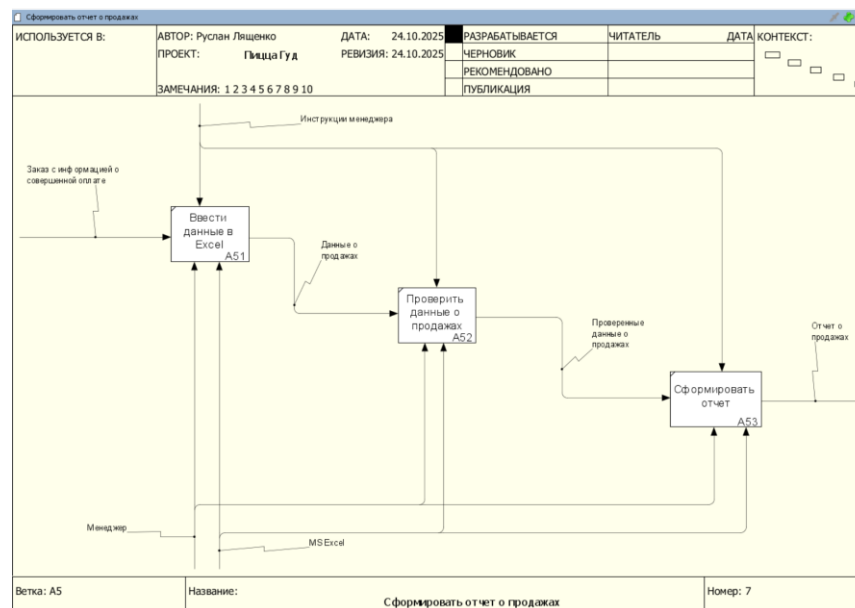 Сформировать отчет о продажах
ИСПОЛЬЗУЕТСЯ В:
АВТОР: Руслан Лященко
ДАТА: 24.10.2025
РАЗРАБАТЫВАЕТСЯ
ЧИТАТЕЛЬ
ДАТА
КОНТЕКСТ:
ПРОЕКТ: Пицца Гуд
РЕВИЗИЯ: 24.10.2025
ЧЕРНОВИК
РЕКОМЕНДОВАНО
ЗАМЕЧАНИЯ: 1 2 3 4 5 6 7 8 9 10
ПУБЛИКАЦИЯ
Инструкции менеджера
Заказ с информацией о
совершенной оплате
Ввести
данные в
Excel
A51
Данные о
продажах
Проверить
данные о
продажах
A52
Проверенные
данные о
продажах
Отчет о
продажах
Сформировать
отчет
A53
Менеджер
MS Excel
Ветка: A5
Название:
Сформировать отчет о продажах
Номер: 7